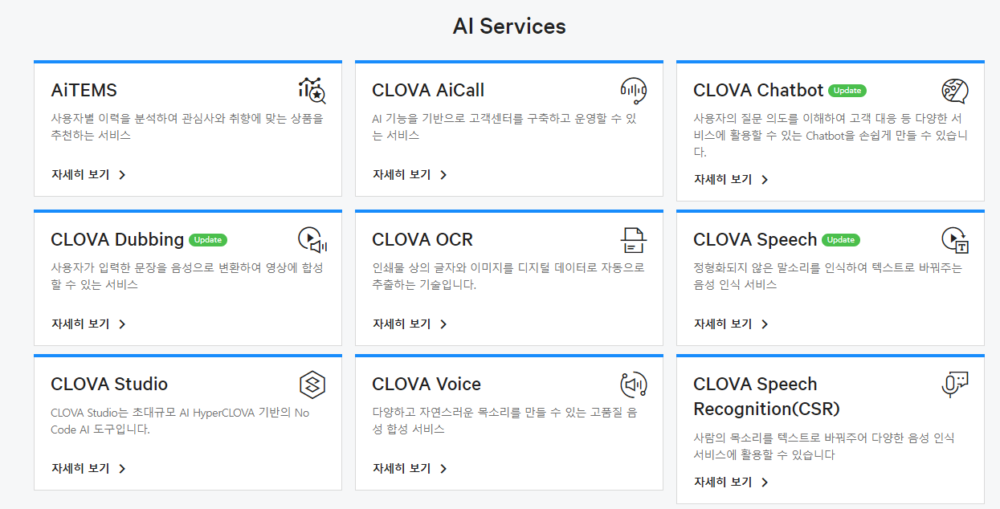 AI Services
AiTEMS
사용자별 이력을 분석하여 관심사와 취향에 맞는 상품을
추천하는 서비스
자세히 보기
CLOVA AiCall
AI 기능을 기반으로 고객센터를 구축하고 운영할 수 있
는 서비스
자세히 보기
CLOVA Chatbot Update
사용자의 질문 의도를 이해하여 고객 대응 등 다양한 서
비스에 활용할 수 있는 Chatbot을 손쉽게 만들 수 있습니
다.
자세히 보기
CLOVA Dubbing Update
사용자가 입력한 문장을 음성으로 변환하여 영상에 합성
할 수 있는 서비스
자세히 보기
CLOVA OCR
인쇄물 상의 글자와 이미지를 디지털 데이터로 자동으로
추출하는 기술입니다.
자세히 보기
CLOVA Speech Update
정형화되지 않은 말소리를 인식하여 텍스트로 바꿔주는
음성 인식 서비스
자세히 보기
CLOVA Studio
CLOVA Studio는 초대규모 AI HyperCLOVA 기반의 No
Code AI 도구입니다.
자세히 보기
CLOVA Voice
다양하고 자연스러운 목소리를 만들 수 있는 고품질 음
성 합성 서비스
자세히 보기
CLOVA Speech
Recognition(CSR)
사람의 목소리를 텍스트로 바꿔주어 다양한 음성 인식
서비스에 활용할 수 있습니다
자세히 보기